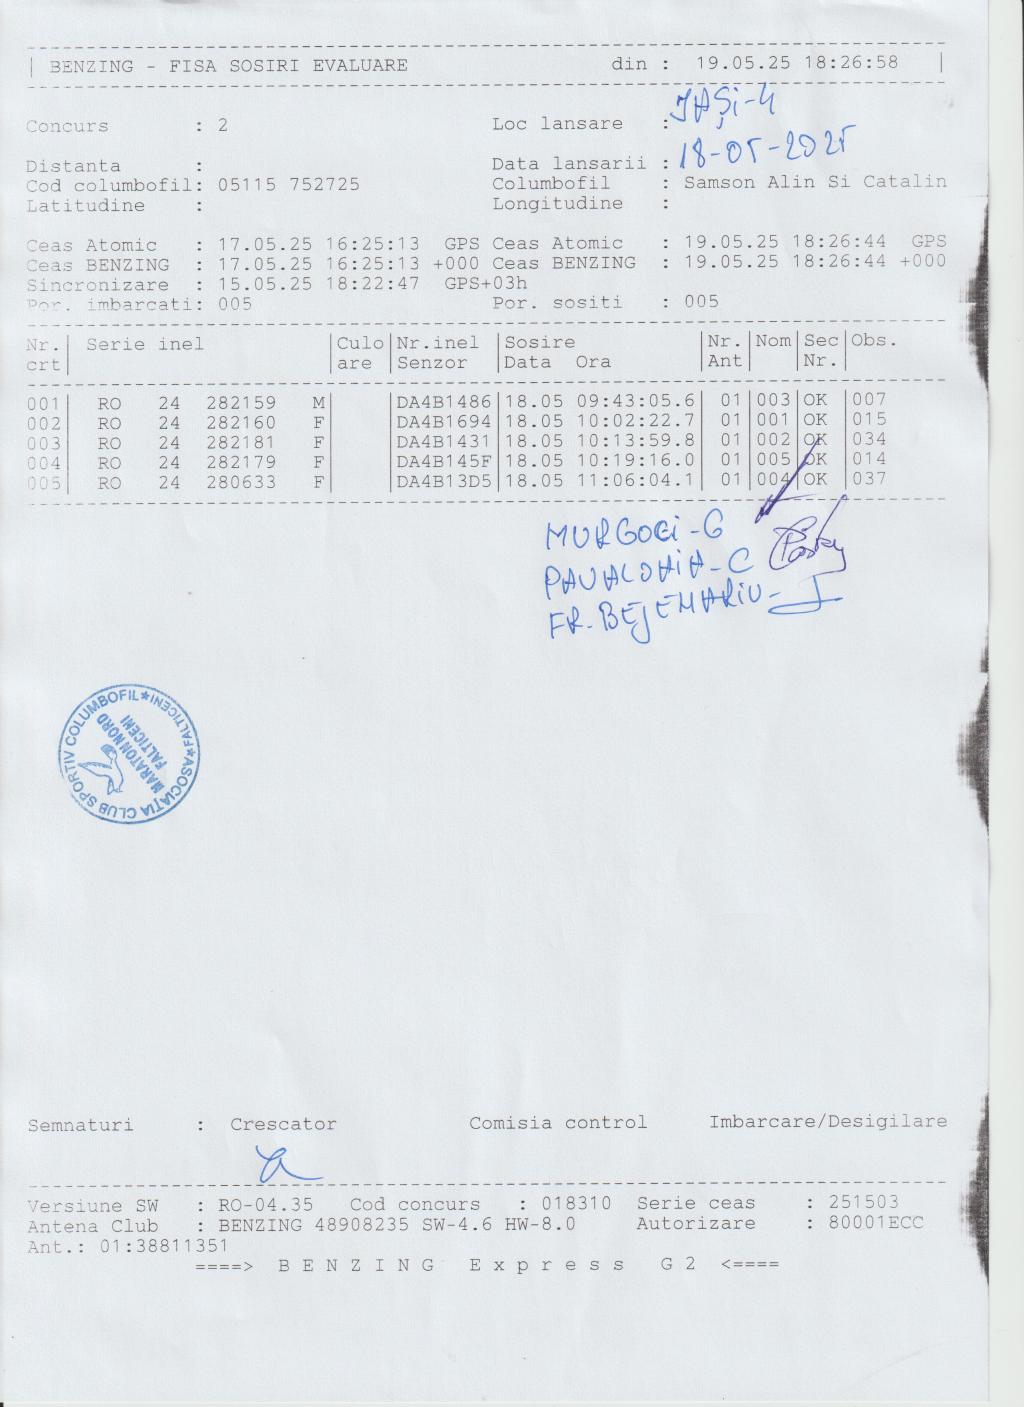 BENZING - FISA SOSIRI EVALUARE din : 19.05.25 18:26:58
Concurs : 2 Loc lansare : IAȘI-4
Distanta : Data lansarii : 18-05-2025
Cod columbofil: 05115 752725 Columbofil : Samson Alin Si Catalin
Latitudine : Longitudine :
Ceas Atomic : 17.05.25 16:25:13 GPS Ceas Atomic : 19.05.25 18:26:44 GPS
Ceas BENZING : 17.05.25 16:25:13 +000 Ceas BENZING : 19.05.25 18:26:44 +000
Sincronizare : 15.05.25 18:22:47 GPS+03h
Por. imbarcati: 005 Por. sositi : 005
Nr. | Serie inel | Culo | Nr.inel | Sosire | Nr. | Nom | Sec | Obs.
crt | | are | Senzor | Data Ora | Ant | | Nr. |
001 | RO 24 282159 M | | DA4B1486 | 18.05 09:43:05.6 | 01 | 003 | OK | 007
002 | RO 24 282160 F | | DA4B1694 | 18.05 10:02:22.7 | 01 | 001 | OK | 015
003 | RO 24 282181 F | | DA4B1431 | 18.05 10:13:59.8 | 01 | 002 | OK | 034
004 | RO 24 282179 F | | DA4B145F | 18.05 10:19:16.0 | 01 | 005 | OK | 014
005 | RO 24 280633 F | | DA4B13D5 | 18.05 11:06:04.1 | 01 | 004 | OK | 037
MURGOCI-G
PAVALOAIA-C
FR.BEJEMARIU-I
ASOCIAȚIA CLUB SPORTIV COLUMBOFIL*FALTICENI*
MARATON NORD
FALTICENI
Semnaturi : Crescator Comisia control Imbarcare/Desigilare
Versiune SW : RO-04.35 Cod concurs : 018310 Serie ceas : 251503
Antena Club : BENZING 48908235 SW-4.6 HW-8.0 Autorizare : 80001ECC
Ant.: 01:38811351
====> B E N Z I N G E x p r e s s G 2 <====